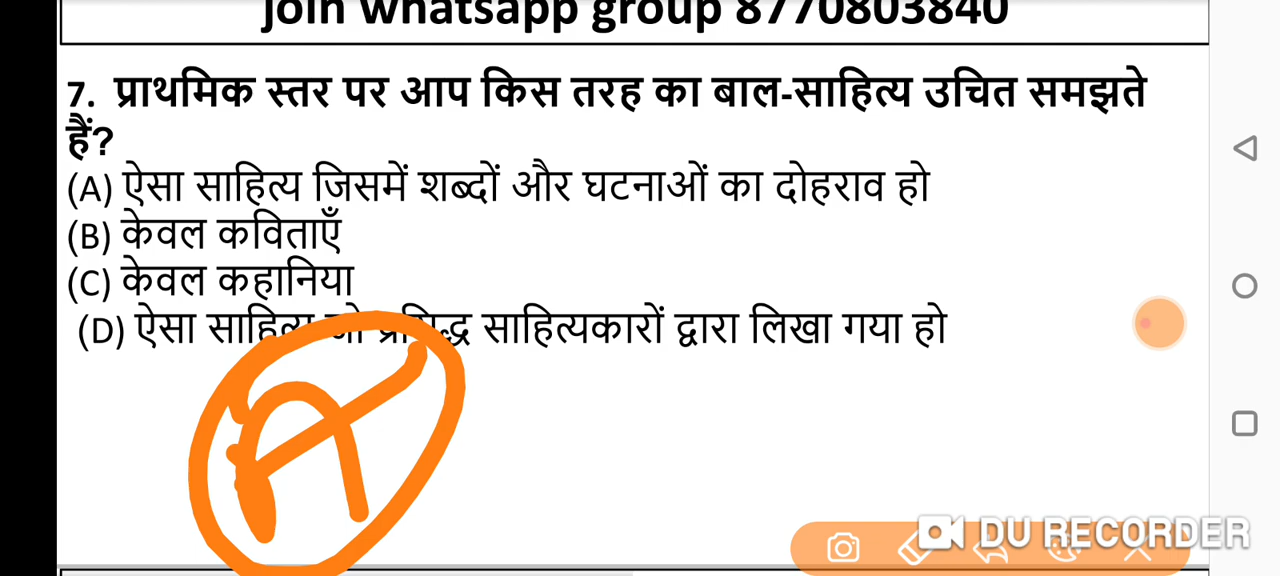 join whatsapp group 8770803840
7. प्राथमिक स्तर पर आप किस तरह का बाल-साहित्य उचित समझते
हैं?
(A) ऐसा साहित्य जिसमें शब्दों और घटनाओं का दोहराव हो
(B) केवल कविताएँ
(C) केवल कहानिया
(D) ऐसा साहित्य जो प्रसिद्ध साहित्यकारों द्वारा लिखा गया हो
A
DU RECORDER